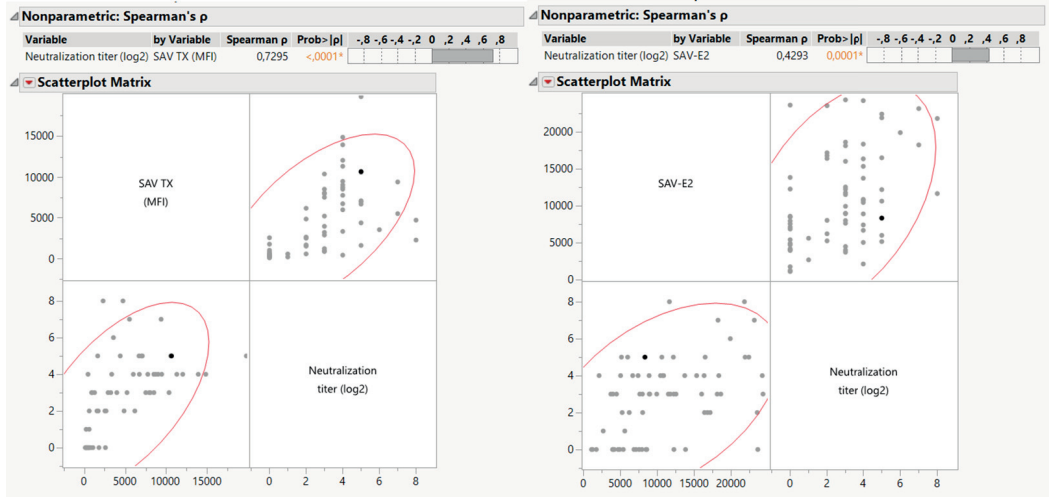 Nonparametric: Spearman's ρ
Variable by Variable Spearman ρ Prob>|ρ| -,8 -,6 -,4 -,2 0 ,2 ,4 ,6 ,8
Neutralization titer (log2) SAV TX (MFI) 0,7295 <,0001*
Scatterplot Matrix
15000
10000
5000
0
SAV TX
(MFI)
8
6
4
2
0
Neutralization
titer (log2)
0 5000 10000 15000 0 2 4 6 8
Nonparametric: Spearman's ρ
Variable by Variable Spearman ρ Prob>|ρ| -,8 -,6 -,4 -,2 0 ,2 ,4 ,6 ,8
Neutralization titer (log2) SAV-E2 0,4293 0,0001*
Scatterplot Matrix
20000
15000
10000
5000
0
SAV-E2
8
6
4
2
0
Neutralization
titer (log2)
0 5000 10000 15000 20000 0 2 4 6 8